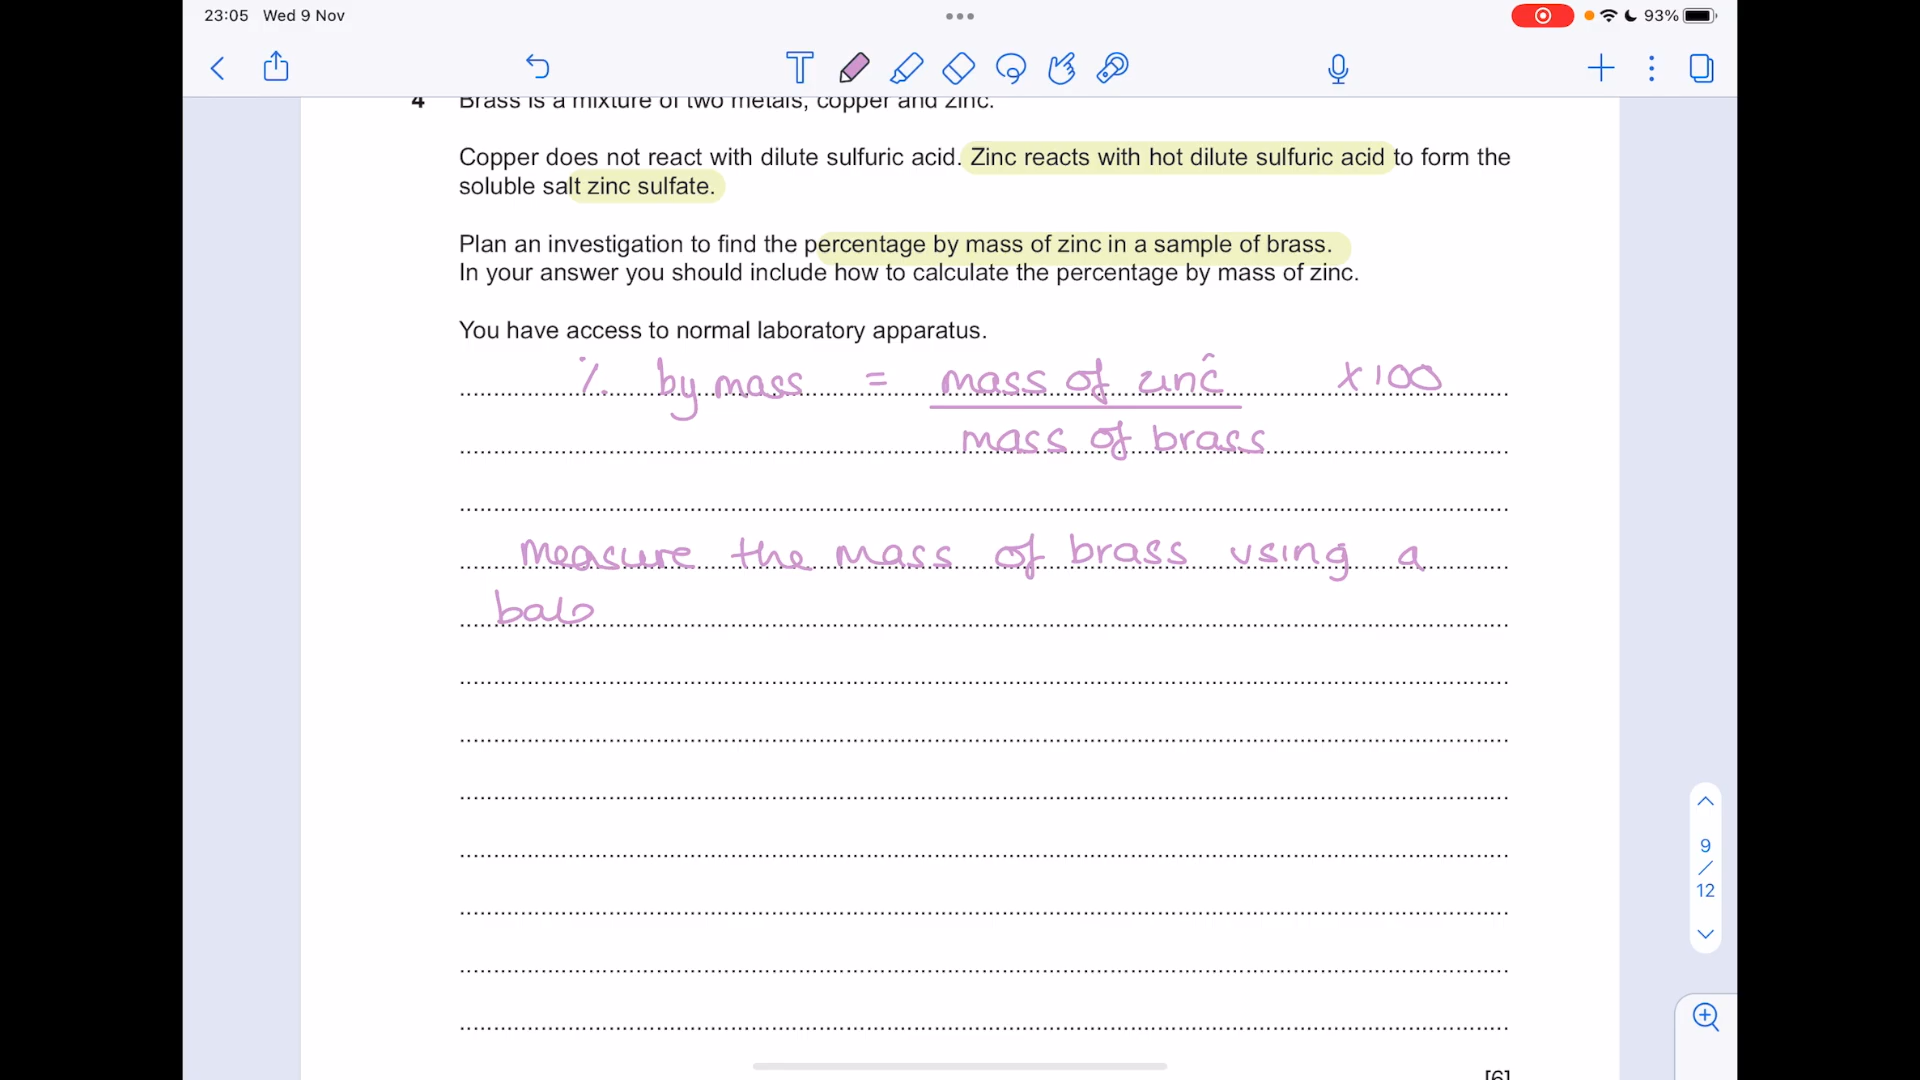 23:05 Wed 9 Nov
93%
4 Brass is a mixture of two metals, copper and zinc.
Copper does not react with dilute sulfuric acid. Zinc reacts with hot dilute sulfuric acid to form the
soluble salt zinc sulfate.
Plan an investigation to find the percentage by mass of zinc in a sample of brass.
In your answer you should include how to calculate the percentage by mass of zinc.
You have access to normal laboratory apparatus.
% by mass = mass of zinc × 100
mass of brass
measure the mass of brass using a
bala
9
/
12
[6]